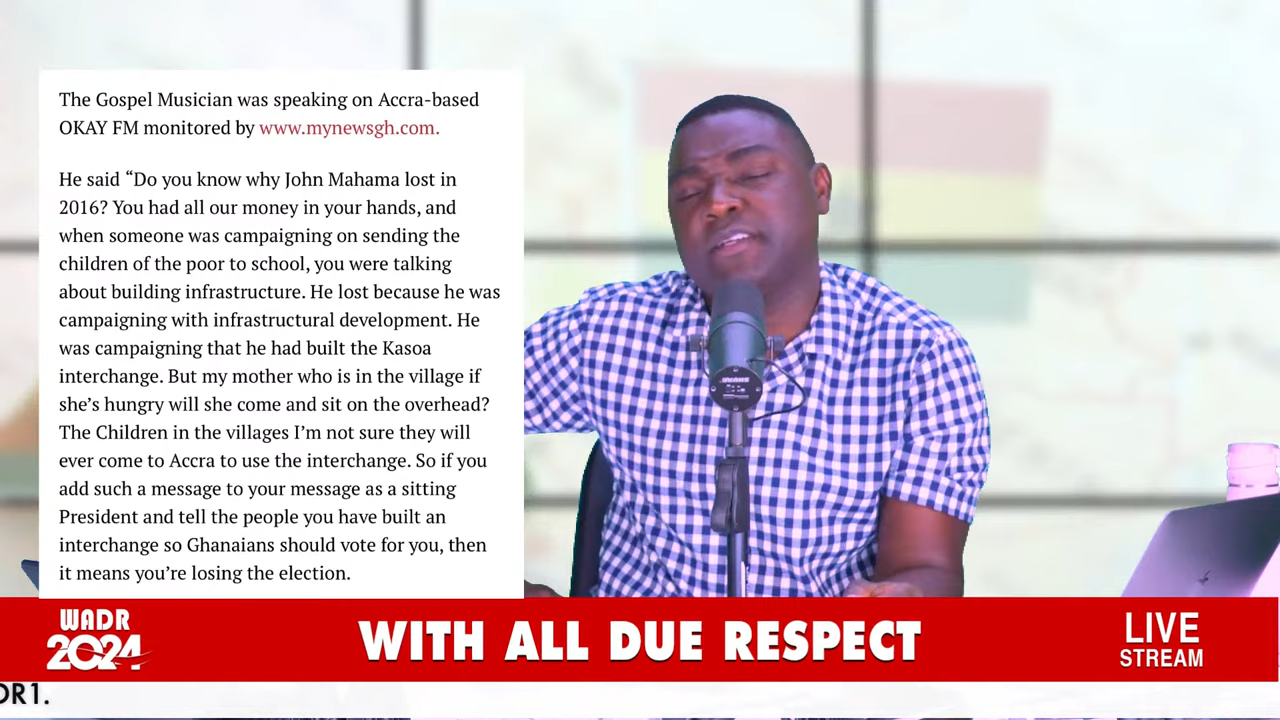 The Gospel Musician was speaking on Accra-based
OKAY FM monitored by www.mynewsgh.com.
He said “Do you know why John Mahama lost in
2016? You had all our money in your hands, and
when someone was campaigning on sending the
children of the poor to school, you were talking
about building infrastructure. He lost because he was
campaigning with infrastructural development. He
was campaigning that he had built the Kasoa
interchange. But my mother who is in the village if
she’s hungry will she come and sit on the overhead?
The Children in the villages I’m not sure they will
ever come to Accra to use the interchange. So if you
add such a message to your message as a sitting
President and tell the people you have built an
interchange so Ghanaians should vote for you, then
it means you’re losing the election.
WADR
2024
WITH ALL DUE RESPECT
LIVE
STREAM
OR1.